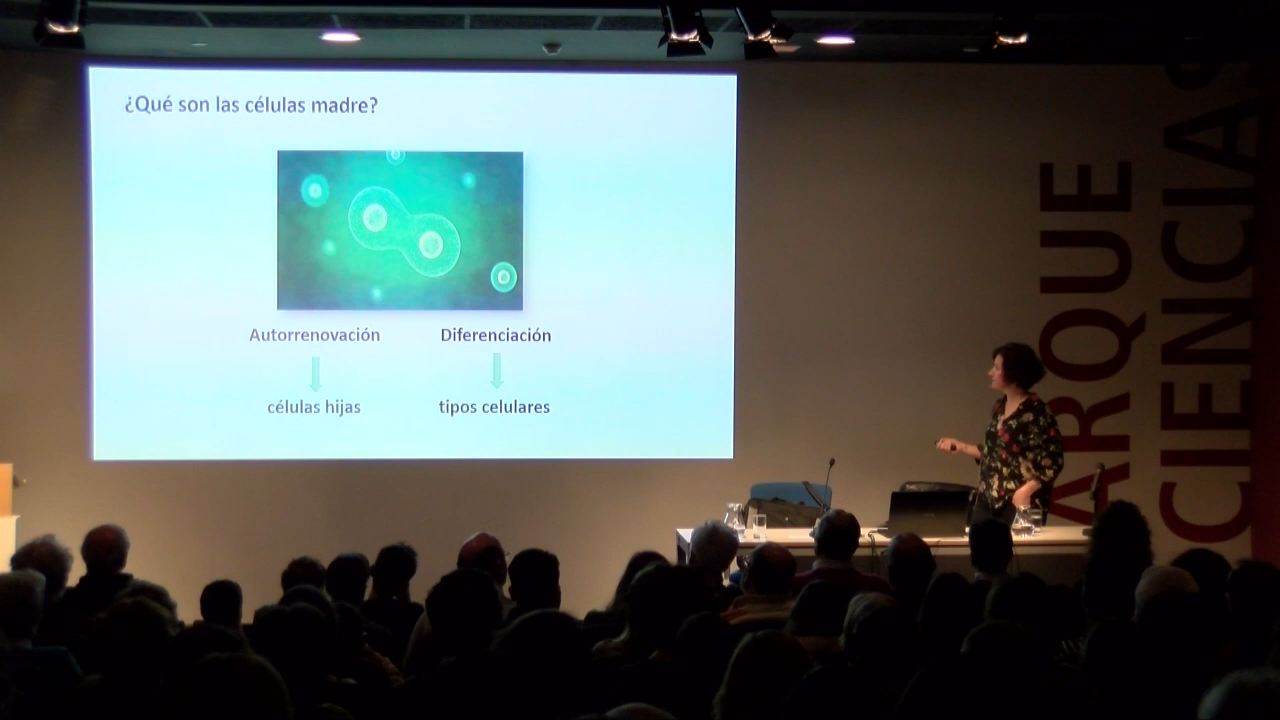 ¿Qué son las células madre?
Autorrenovación
Diferenciación
células hijas
tipos celulares
ARQUE
CIENCIAS